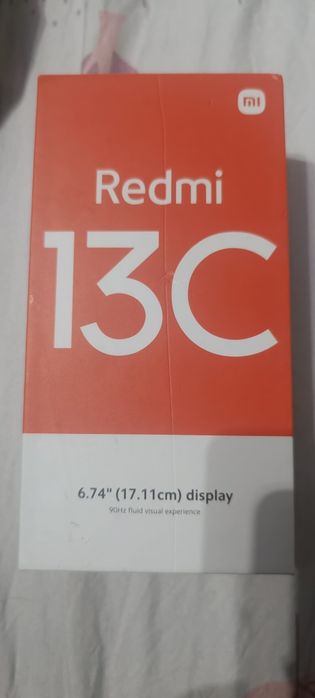 mi
Redmi
13C
6.74" (17.11cm) display
90Hz fluid visual experience